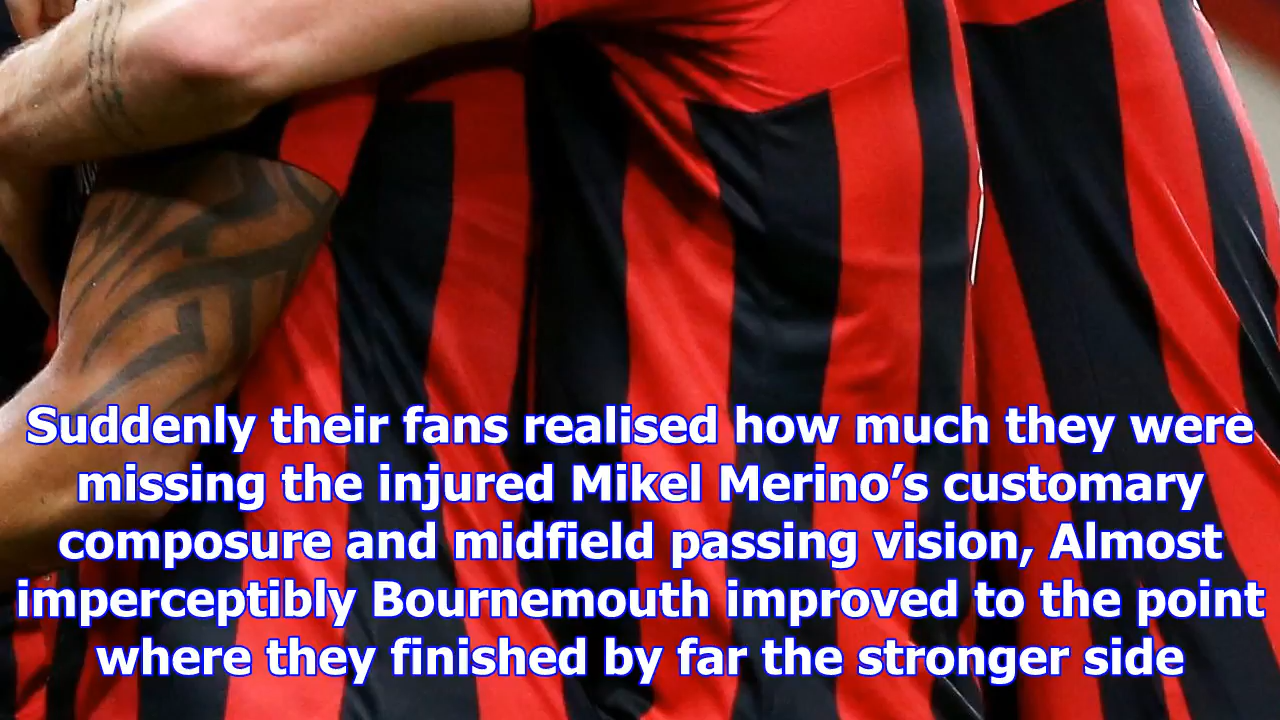 Suddenly their fans realised how much they were
missing the injured Mikel Merino’s customary
composure and midfield passing vision, Almost
imperceptibly Bournemouth improved to the point
where they finished by far the stronger side